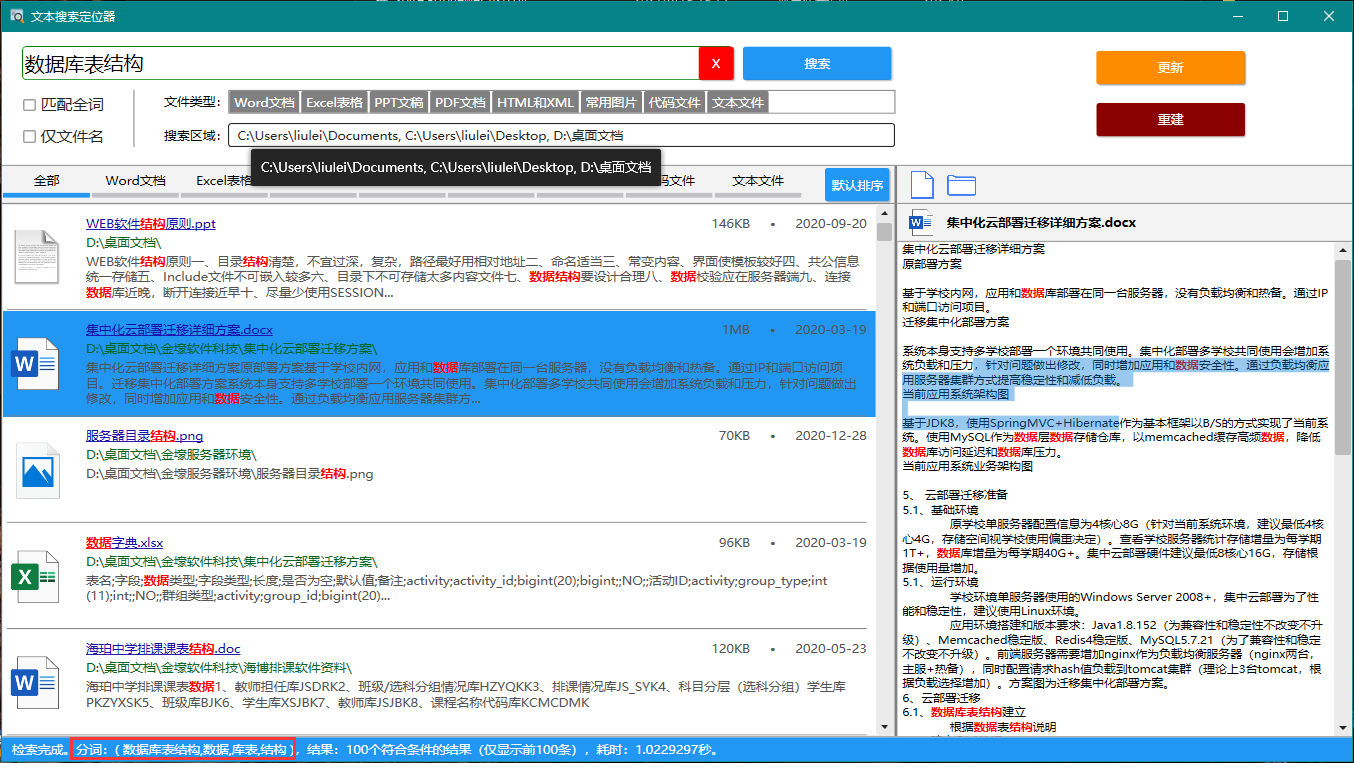 文本搜索定位器
数据库表结构
X
搜索
更新
匹配全词
文件类型:
Word文档 Excel表格 PPT文稿 PDF文档 HTML和XML 常用图片 代码文件 文本文件
重建
仅文件名
搜索区域:
C:\Users\liulei\Documents, C:\Users\liulei\Desktop, D:\桌面文档
C:\Users\liulei\Documents, C:\Users\liulei\Desktop, D:\桌面文档
全部 Word文档 Excel表格 码文件 文本文件 默认排序
WEB软件结构原则.ppt 146KB • 2020-09-20
D:\桌面文档\
WEB软件结构原则一、目录结构清楚，不宜过深，复杂，路径最好用相对地址二、命名适当三、常变内容、界面使模板较好四、共公信息
统一存储五、Include文件不可嵌入较多六、目录下不可存储太多内容文件七、数据结构要设计合理八、数据校验应在服务器端九、连接
数据库近晚，断开连接近早十、尽量少使用SESSION...
集中化云部署迁移详细方案.docx 1MB • 2020-03-19
D:\桌面文档\金壕软件科技\集中化云部署迁移方案\
集中化云部署迁移详细方案原部署方案基于学校内网，应用和数据库部署在同一台服务器，没有负载均衡和热备。通过IP和端口访问项
目。迁移集中化部署方案系统本身支持多学校部署一个环境共同使用。集中化部署多学校共同使用会增加系统负载和压力，针对问题做出
修改，同时增加应用和数据安全性。通过负载均衡应用服务器集群方...
服务器目录结构.png 70KB • 2020-12-28
D:\桌面文档\金壕服务器环境\
D:\桌面文档\金壕服务器环境\服务器目录结构.png
数据字典.xlsx 96KB • 2020-03-19
D:\桌面文档\金壕软件科技\集中化云部署迁移方案\
表名;字段;数据类型;字段类型;长度;是否为空;默认值;备注;activity;activity_id;bigint(20);bigint;;NO;;活动ID;activity;group_type;int
(11);int;;NO;;群组类型;activity;group_id;bigint(20)...
海珀中学排课课表结构.doc 120KB • 2020-05-23
D:\桌面文档\金壕软件科技\海博排课软件资料\
海珀中学排课课表数据1、教师担任库JSDRK2、班级/选科分组情况库HZYQKK3、排课情况库JS_SYK4、科目分层（选科分组）学生库
PKZYXSK5、班级库BJK6、学生库XSJBK7、教师库JSJBK8、课程名称代码库KCMCDMK
集中化云部署迁移详细方案.docx
集中化云部署迁移详细方案
原部署方案
基于学校内网，应用和数据库部署在同一台服务器，没有负载均衡和热备。通过IP
和端口访问项目。
迁移集中化部署方案
系统本身支持多学校部署一个环境共同使用。集中化部署多学校共同使用会增加系
统负载和压力，针对问题做出修改，同时增加应用和数据安全性。通过负载均衡应
用服务器集群方式提高稳定性和减低负载。
当前应用系统架构图
基于JDK8，使用SpringMVC+Hibernate作为基本框架以B/S的方式实现了当前系
统。使用MySQL作为数据层数据存储仓库，以memcached缓存高频数据，降低
数据库访问延迟和数据库压力。
当前应用系统业务架构图
5、 云部署迁移准备
5.1、基础环境
原学校单服务器配置信息为4核心8G（针对当前系统环境，建议最低4核
心4G，存储空间视学校使用偏重决定）。查看学校服务器统计存储增量为每学期
1T+，数据库增量为每学期40G+。集中云部署硬件建议最低8核心16G，存储根
据使用量增加。
5.1、运行环境
学校环境单服务器使用的Windows Server 2008+，集中云部署为了性
能和稳定性，建议使用Linux环境。
应用环境搭建和版本要求：Java1.8.152（为兼容性和稳定性不改变不升
级）、Memcached稳定版、Redis4稳定版、MySQL5.7.21（为了兼容性和稳定
不改变不升级）。前端服务器需要增加nginx作为负载均衡服务器（nginx两台，
主服+热备），同时配置请求hash值负载到tomcat集群（理论上3台tomcat，根
据负载选择增加）。方案图为迁移集中化部署方案。
6、云部署迁移
6.1、数据库表结构建立
根据数据表结构说明
检索完成。分词:（ 数据库表结构,数据,库表,结构 ），结果：100个符合条件的结果（仅显示前100条），耗时：1.0229297秒。